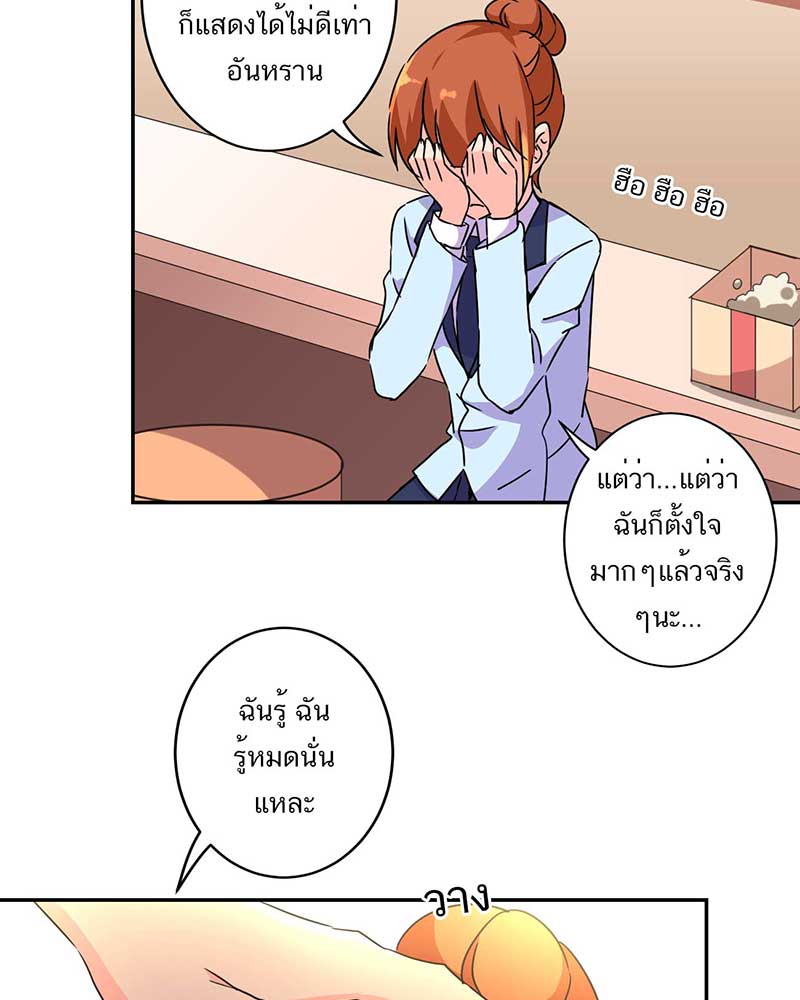 ก็แสดงได้ไม่ดีเท่า
อันหราน
ฮือ ฮือ ฮือ
แต่ว่า...แต่ว่า
ฉันก็ตั้งใจ
มากๆแล้วจริง
ๆนะ...
ฉันรู้ ฉัน
รู้หมดนั่น
แหละ
วาง